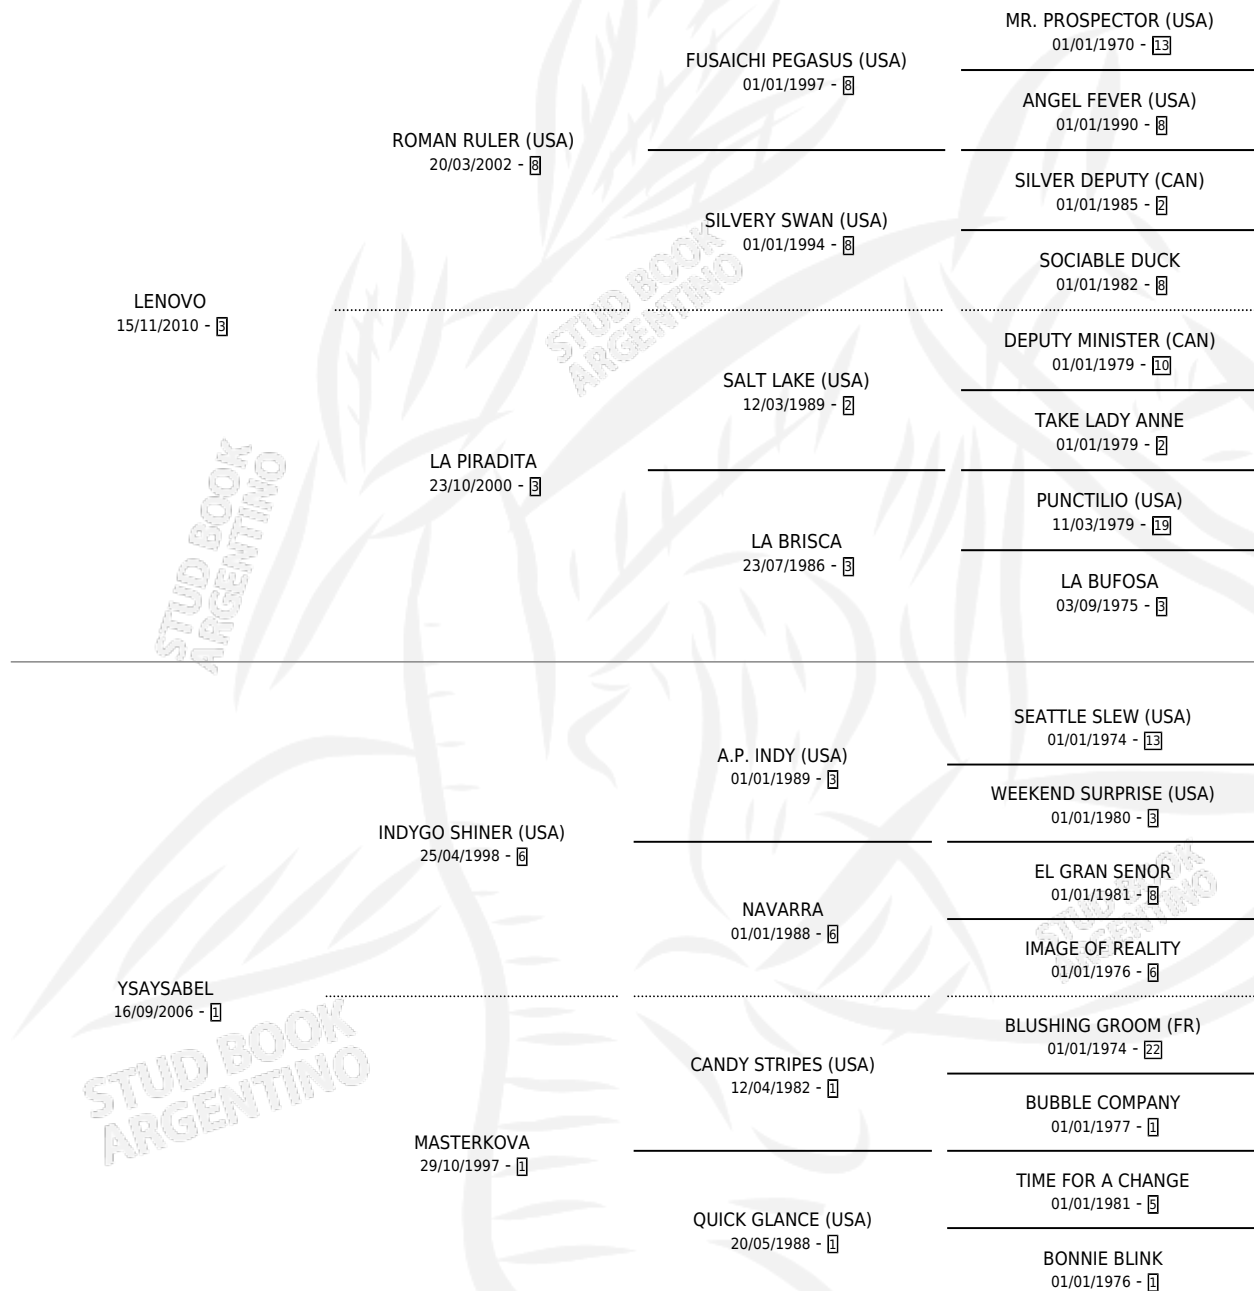 MR. PROSPECTOR (USA)
01/01/1970 - 13
FUSAICHI PEGASUS (USA)
01/01/1997 - 8
ANGEL FEVER (USA)
01/01/1990 - 8
ROMAN RULER (USA)
20/03/2002 - 8
SILVER DEPUTY (CAN)
01/01/1985 - 2
SILVERY SWAN (USA)
01/01/1994 - 8
SOCIABLE DUCK
01/01/1982 - 8
LENOVO
15/11/2010 - 3
DEPUTY MINISTER (CAN)
01/01/1979 - 10
SALT LAKE (USA)
12/03/1989 - 2
TAKE LADY ANNE
01/01/1979 - 2
LA PIRADITA
23/10/2000 - 3
PUNCTILIO (USA)
11/03/1979 - 19
LA BRISCA
23/07/1986 - 3
LA BUFOSA
03/09/1975 - 3
SEATTLE SLEW (USA)
01/01/1974 - 13
A.P. INDY (USA)
01/01/1989 - 3
WEEKEND SURPRISE (USA)
01/01/1980 - 3
INDYGO SHINER (USA)
25/04/1998 - 6
EL GRAN SENOR
01/01/1981 - 8
NAVARRA
01/01/1988 - 6
IMAGE OF REALITY
01/01/1976 - 6
YSAYSABEL
16/09/2006 - 1
BLUSHING GROOM (FR)
01/01/1974 - 22
CANDY STRIPES (USA)
12/04/1982 - 1
BUBBLE COMPANY
01/01/1977 - 1
MASTERKOVA
29/10/1997 - 1
TIME FOR A CHANGE
01/01/1981 - 5
QUICK GLANCE (USA)
20/05/1988 - 1
BONNIE BLINK
01/01/1976 - 1
STUD BOOK
ARGENTINO
STUD BOOK
ARGENTINO
STUD BOOK
ARGENTINO
STUD BOOK
ARGENTINO